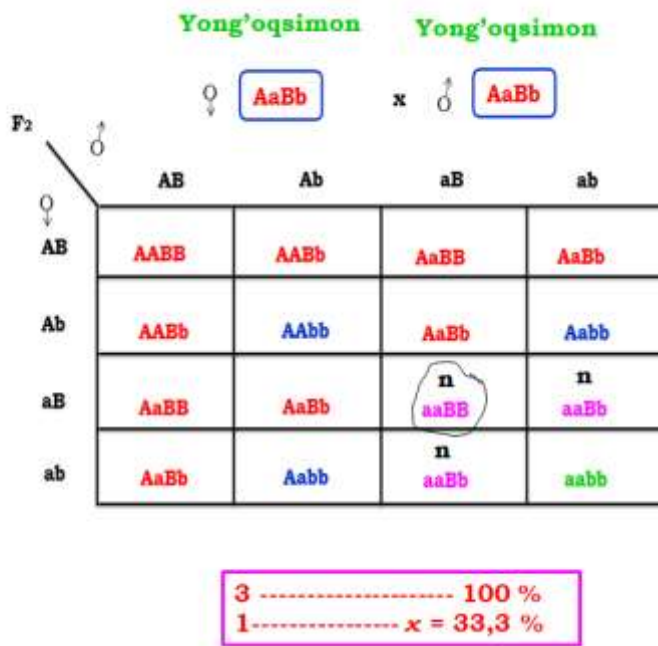 Yong'oqsimon Yong'oqsimon
♀ AaBb x ♂ AaBb
F₂ ♂
AB Ab aB ab
♀
AB AABB AABb AaBB AaBb
Ab AABb AAbb AaBb Aabb
n n
aB AaBB AaBb aaBB aaBb
n
ab AaBb Aabb aaBb aabb
3 --------------------- 100 %
1---------------- x = 33,3 %